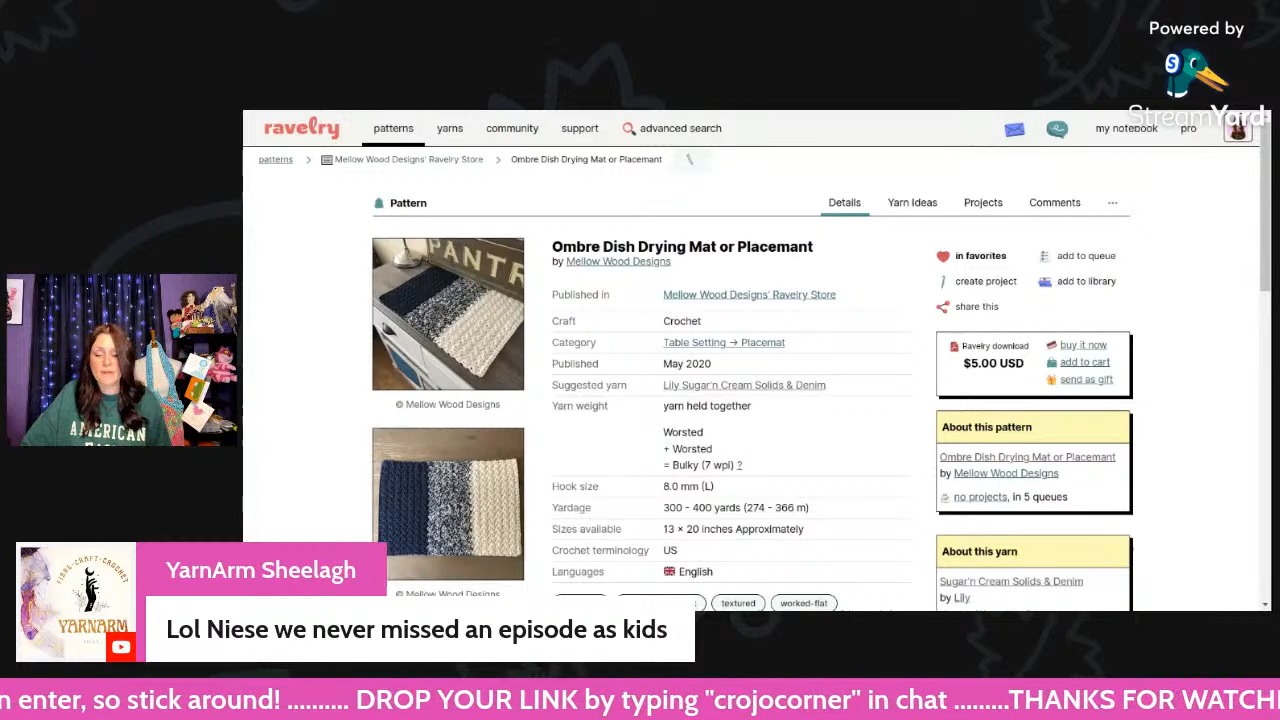 Powered by
StreamYard
ravelry
patterns yarns community support advanced search my notebook pro
patterns > Mellow Wood Designs' Ravelry Store > Ombre Dish Drying Mat or Placemant
Pattern Details Yarn Ideas Projects Comments ...
PANTR
Ombre Dish Drying Mat or Placemant
by Mellow Wood Designs
Published in Mellow Wood Designs' Ravelry Store
Craft Crochet
Category Table Setting → Placemat
Published May 2020
Suggested yarn Lily Sugar'n Cream Solids & Denim
Yarn weight yarn held together
Worsted
+ Worsted
= Bulky (7 wpi) ?
Hook size 8.0 mm (L)
Yardage 300 - 400 yards (274 - 366 m)
Sizes available 13 x 20 inches Approximately
Crochet terminology US
Languages English
textured worked-flat
© Mellow Wood Designs
© Mellow Wood Designs
in favorites add to queue
create project add to library
share this
Ravelry download
$5.00 USD
buy it now
add to cart
send as gift
About this pattern
Ombre Dish Drying Mat or Placemant
by Mellow Wood Designs
no projects, in 5 queues
About this yarn
Sugar'n Cream Solids & Denim
by Lily
AMERICAN
FIBRE-CRAFT-CROCHET
YARNARM
YarnArm Sheelagh
Lol Niese we never missed an episode as kids
n enter, so stick around! .......... DROP YOUR LINK by typing "crojocorner" in chat .........THANKS FOR WATCHI